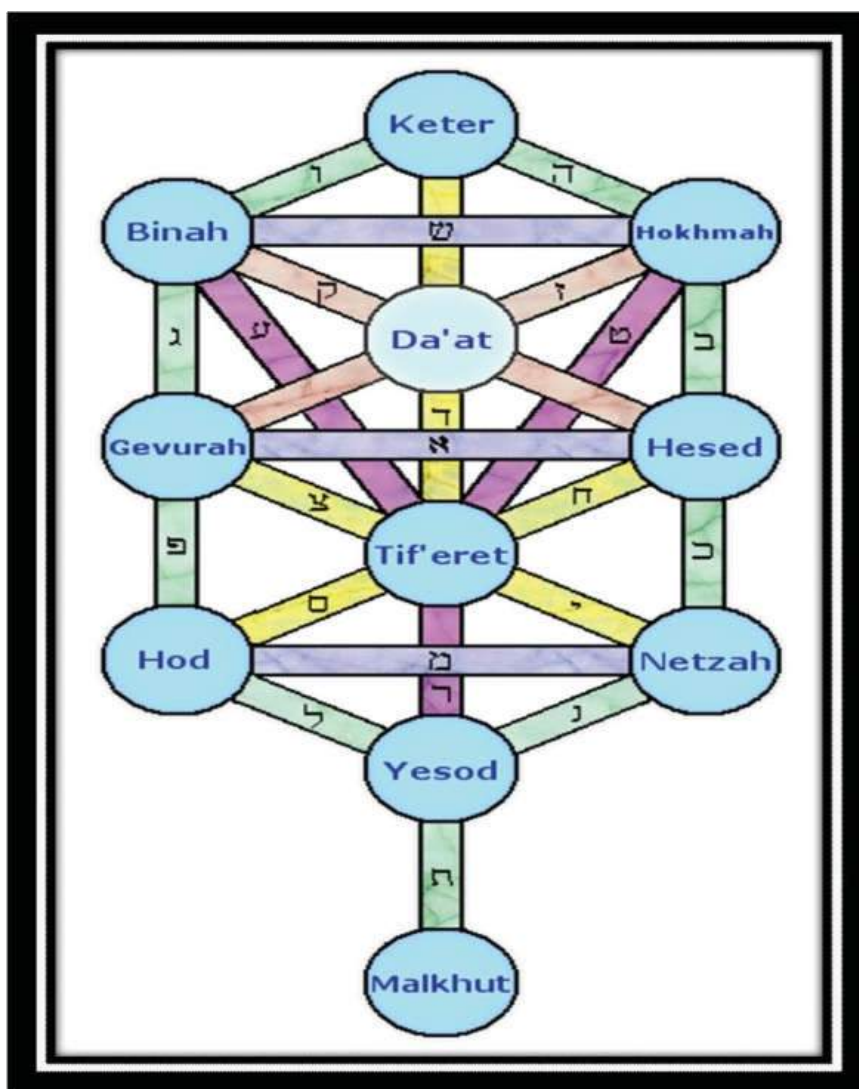 Keter
ו ה
Binah ש Hokhmah
ק ז
ג ע Da'at ט
ד
Gevurah א Hesed
צ ח
פ Tif'eret
ס י
Hod מ Netzah
ר
ל נ
Yesod
ת
Malkhut